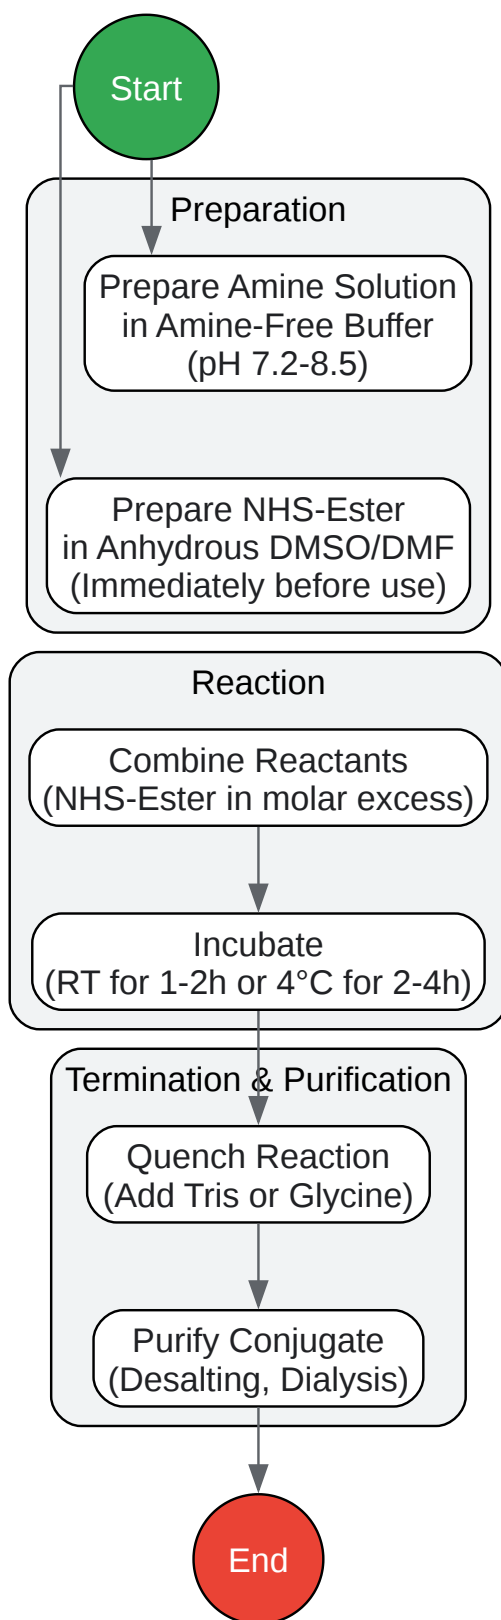 Start
Preparation
Prepare Amine Solution
in Amine-Free Buffer
(pH 7.2-8.5)
Prepare NHS-Ester
in Anhydrous DMSO/DMF
(Immediately before use)
Reaction
Combine Reactants
(NHS-Ester in molar excess)
Incubate
(RT for 1-2h or 4°C for 2-4h)
Termination & Purification
Quench Reaction
(Add Tris or Glycine)
Purify Conjugate
(Desalting, Dialysis)
End